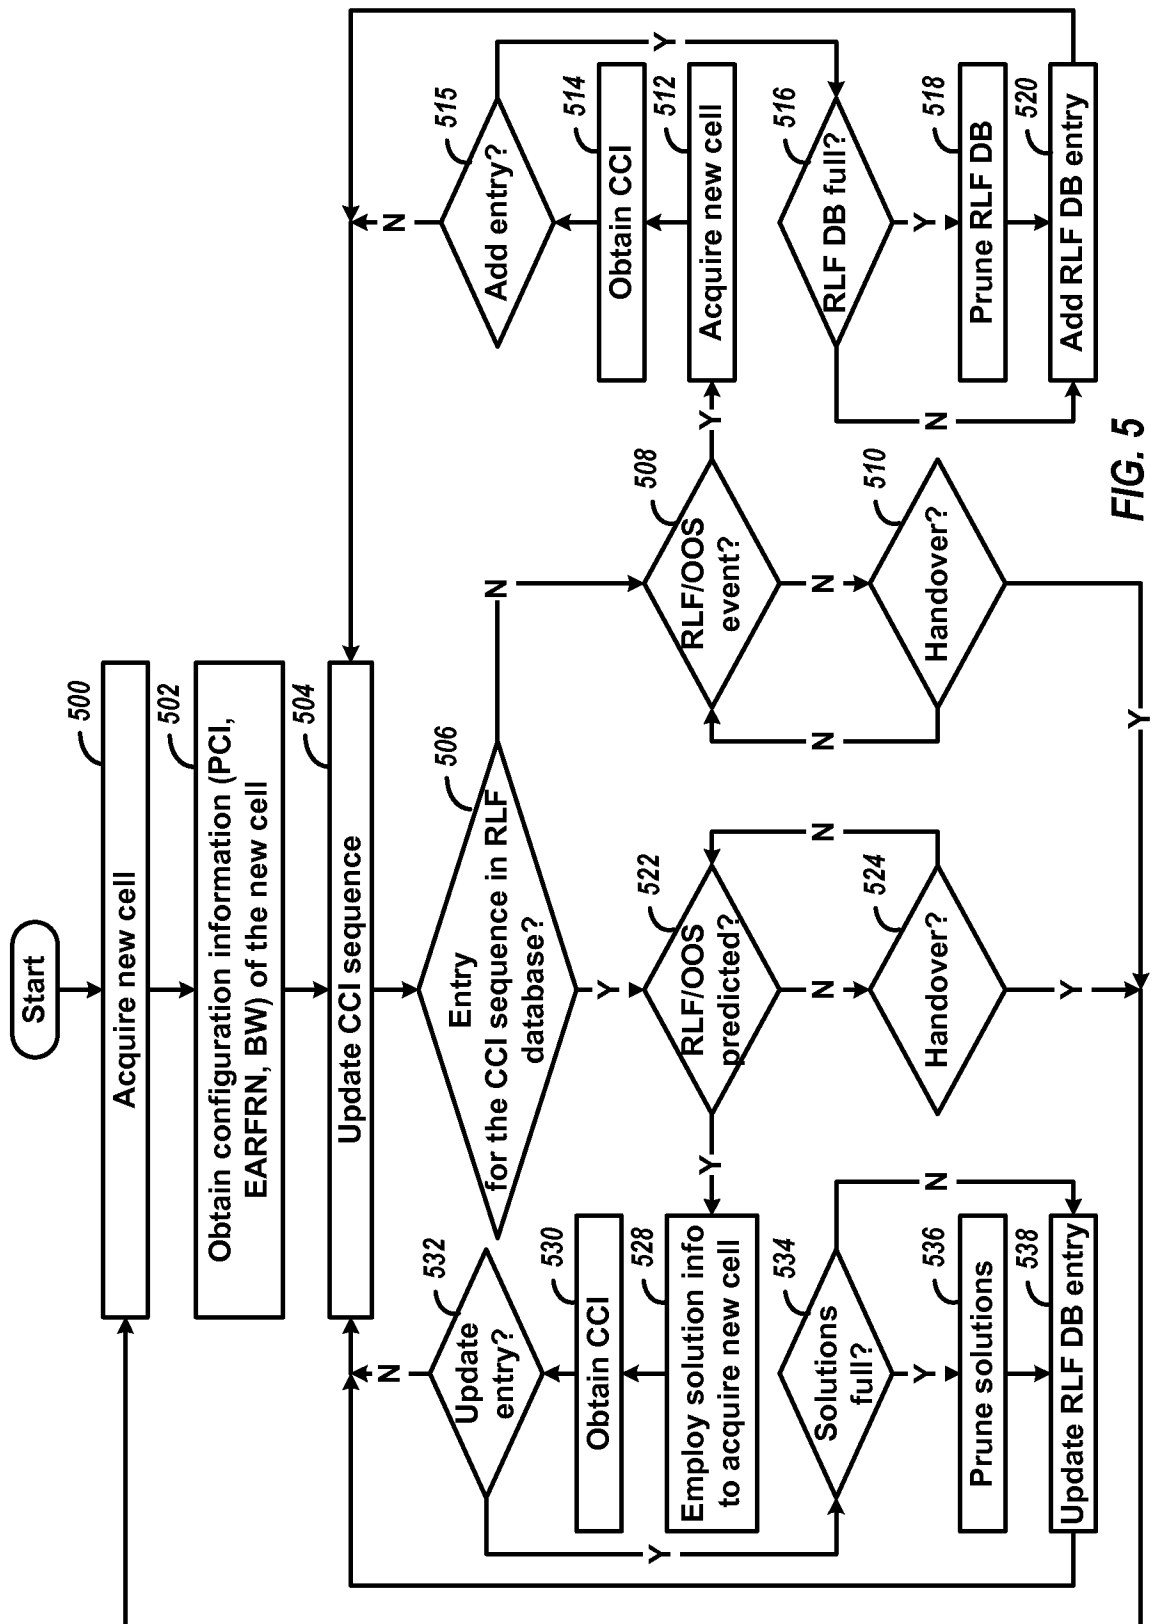 Start
500
Acquire new cell
502
Obtain configuration information (PCI,
EARFRN, BW) of the new cell
504
Update CCI sequence
506
Entry
for the CCI sequence in RLF
database?
N
Y
532
Update
entry?
N
Y
530
Obtain CCI
528
Employ solution info
to acquire new cell
Y
522
RLF/OOS
predicted?
N
N
524
Handover?
Y
534
Solutions
full?
N
Y
536
Prune solutions
538
Update RLF DB entry
508
RLF/OOS
event?
Y
N
N
510
Handover?
Y
515
Add entry?
N
Y
514
Obtain CCI
512
Acquire new cell
516
RLF DB full?
N
Y
518
Prune RLF DB
520
Add RLF DB entry
FIG. 5